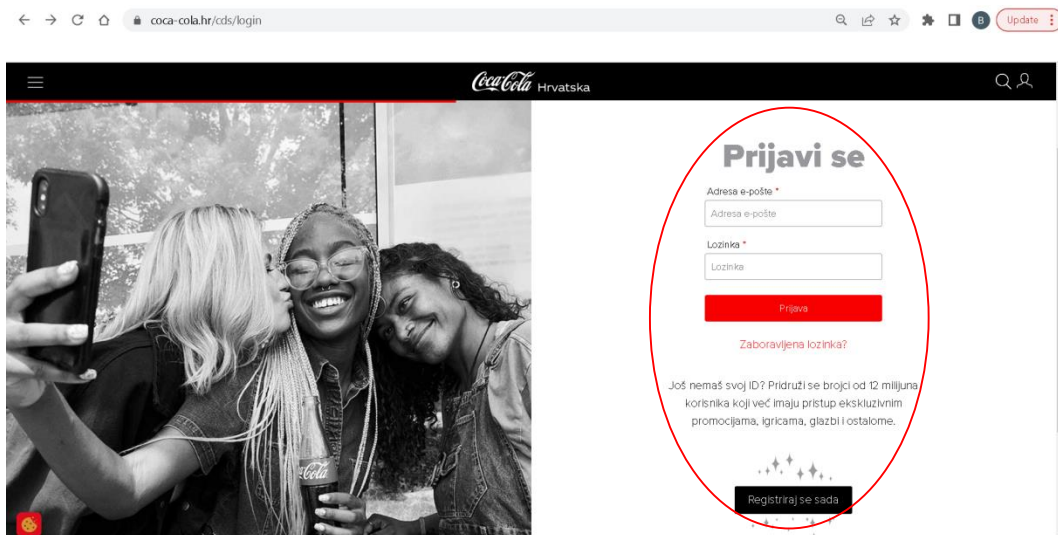 coca-cola.hr/cds/login
B
Update
Coca-Cola Hrvatska
Prijavi se
Adresa e-pošte *
Adresa e-pošte
Lozinka *
Lozinka
Prijava
Zaboravljena lozinka?
Još nemaš svoj ID? Pridruži se brojci od 12 milijuna
korisnika koji već imaju pristup ekskluzivnim
promocijama, igricama, glazbi i ostalome.
Coca-Cola
Registriraj se sada